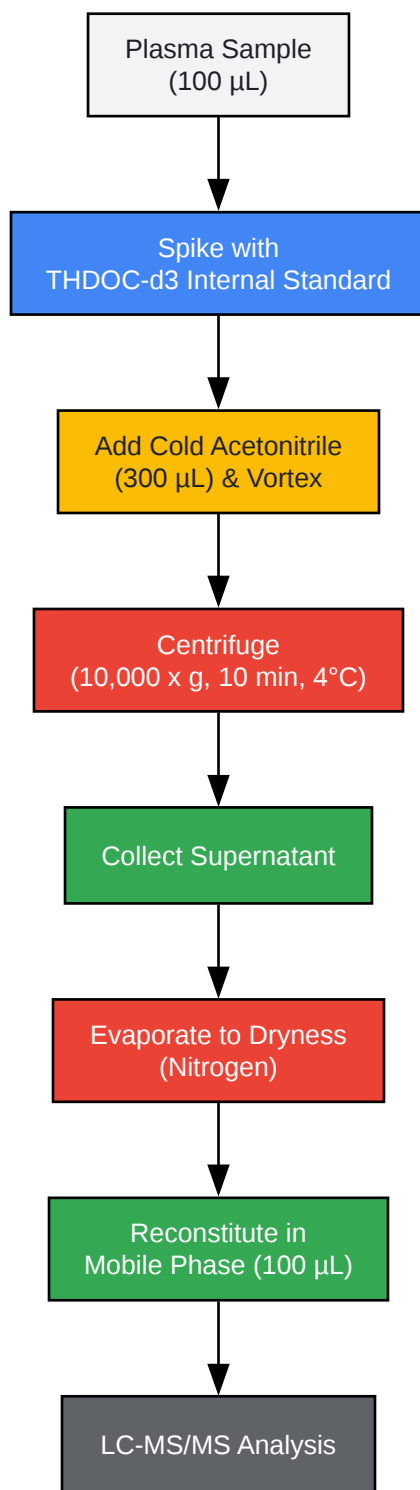 Plasma Sample
(100 µL)
Spike with
THDOC-d3 Internal Standard
Add Cold Acetonitrile
(300 µL) & Vortex
Centrifuge
(10,000 x g, 10 min, 4°C)
Collect Supernatant
Evaporate to Dryness
(Nitrogen)
Reconstitute in
Mobile Phase (100 µL)
LC-MS/MS Analysis